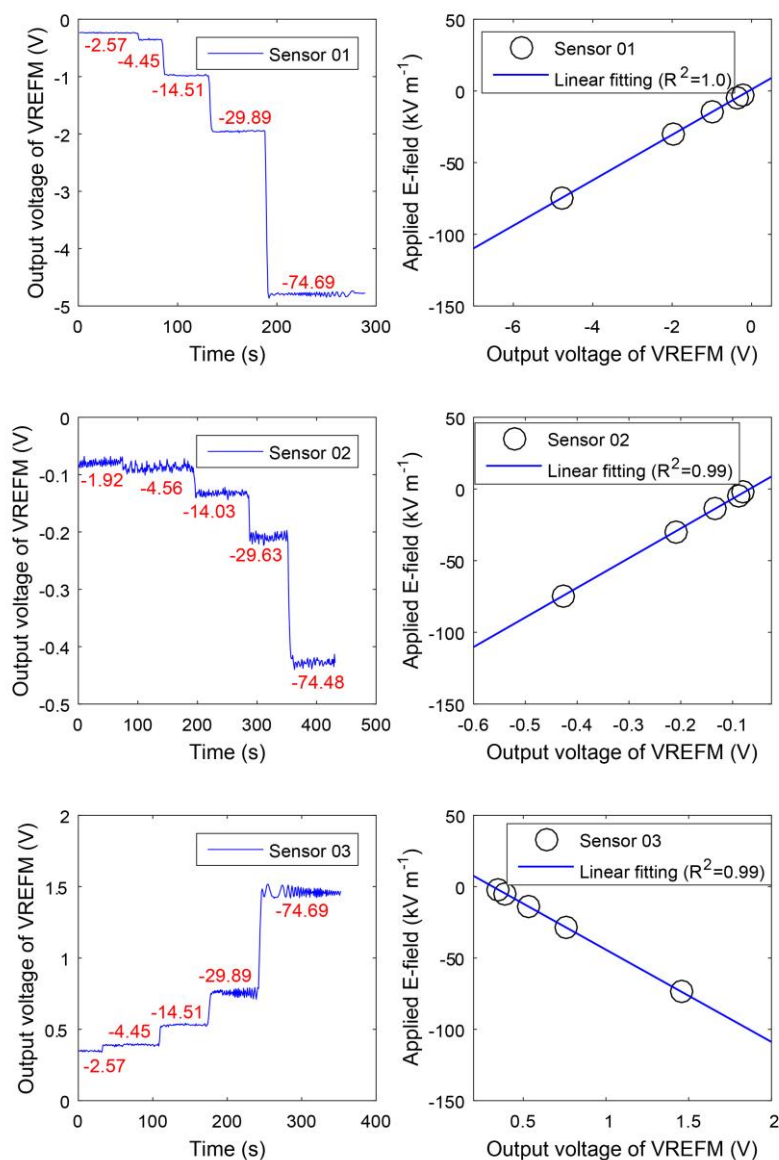 Output voltage of VREFM (V)
0
-1
-2
-3
-4
-5
-2.57
-4.45
-14.51
-29.89
-74.69
Sensor 01
0 100 200 300
Time (s)
Applied E-field (kV m⁻¹)
50
0
-50
-100
-150
Sensor 01
Linear fitting (R²=1.0)
-6 -4 -2 0
Output voltage of VREFM (V)
Output voltage of VREFM (V)
0
-0.1
-0.2
-0.3
-0.4
-0.5
-1.92
-4.56
-14.03
-29.63
-74.48
Sensor 02
0 100 200 300 400 500
Time (s)
Applied E-field (kV m⁻¹)
50
0
-50
-100
-150
Sensor 02
Linear fitting (R²=0.99)
-0.6 -0.5 -0.4 -0.3 -0.2 -0.1
Output voltage of VREFM (V)
Output voltage of VREFM (V)
2
1.5
1
0.5
0
-2.57
-4.45
-14.51
-29.89
-74.69
Sensor 03
0 100 200 300 400
Time (s)
Applied E-field (kV m⁻¹)
50
0
-50
-100
-150
Sensor 03
Linear fitting (R²=0.99)
0.5 1 1.5 2
Output voltage of VREFM (V)